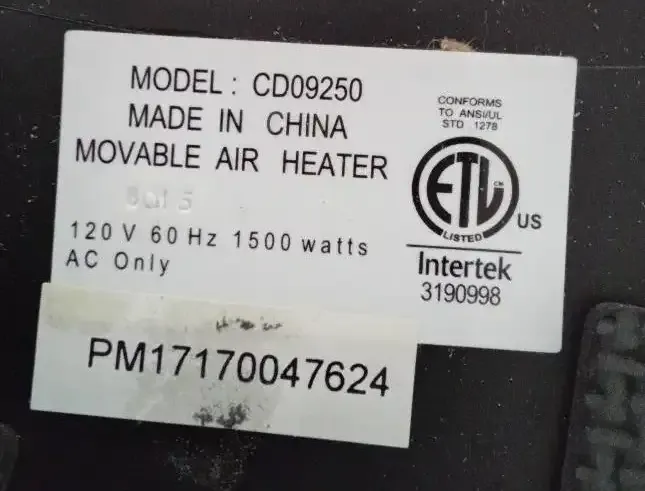 MODEL : CD09250
MADE IN CHINA
MOVABLE AIR HEATER
120 V 60 Hz 1500 watts
AC Only
CONFORMS
TO ANSI/UL
STD 1278
ETL
CM
US
LISTED
Intertek
3190998
PM17170047624